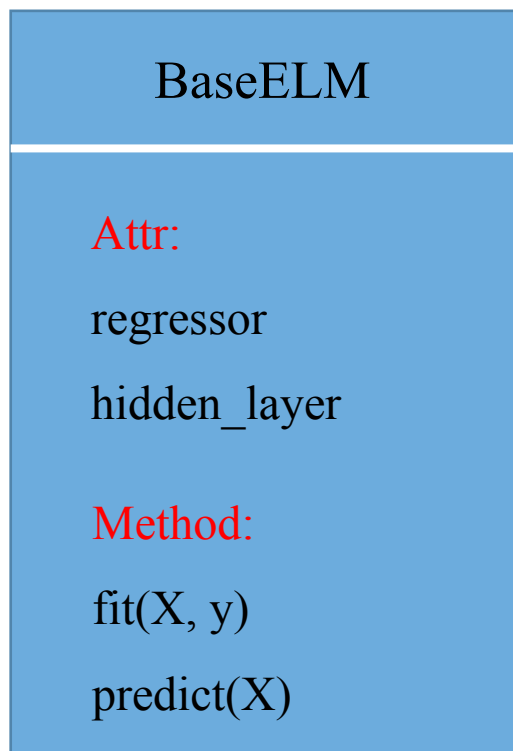 BaseELM
Attr:
regressor
hidden_layer
Method:
fit(X, y)
predict(X)